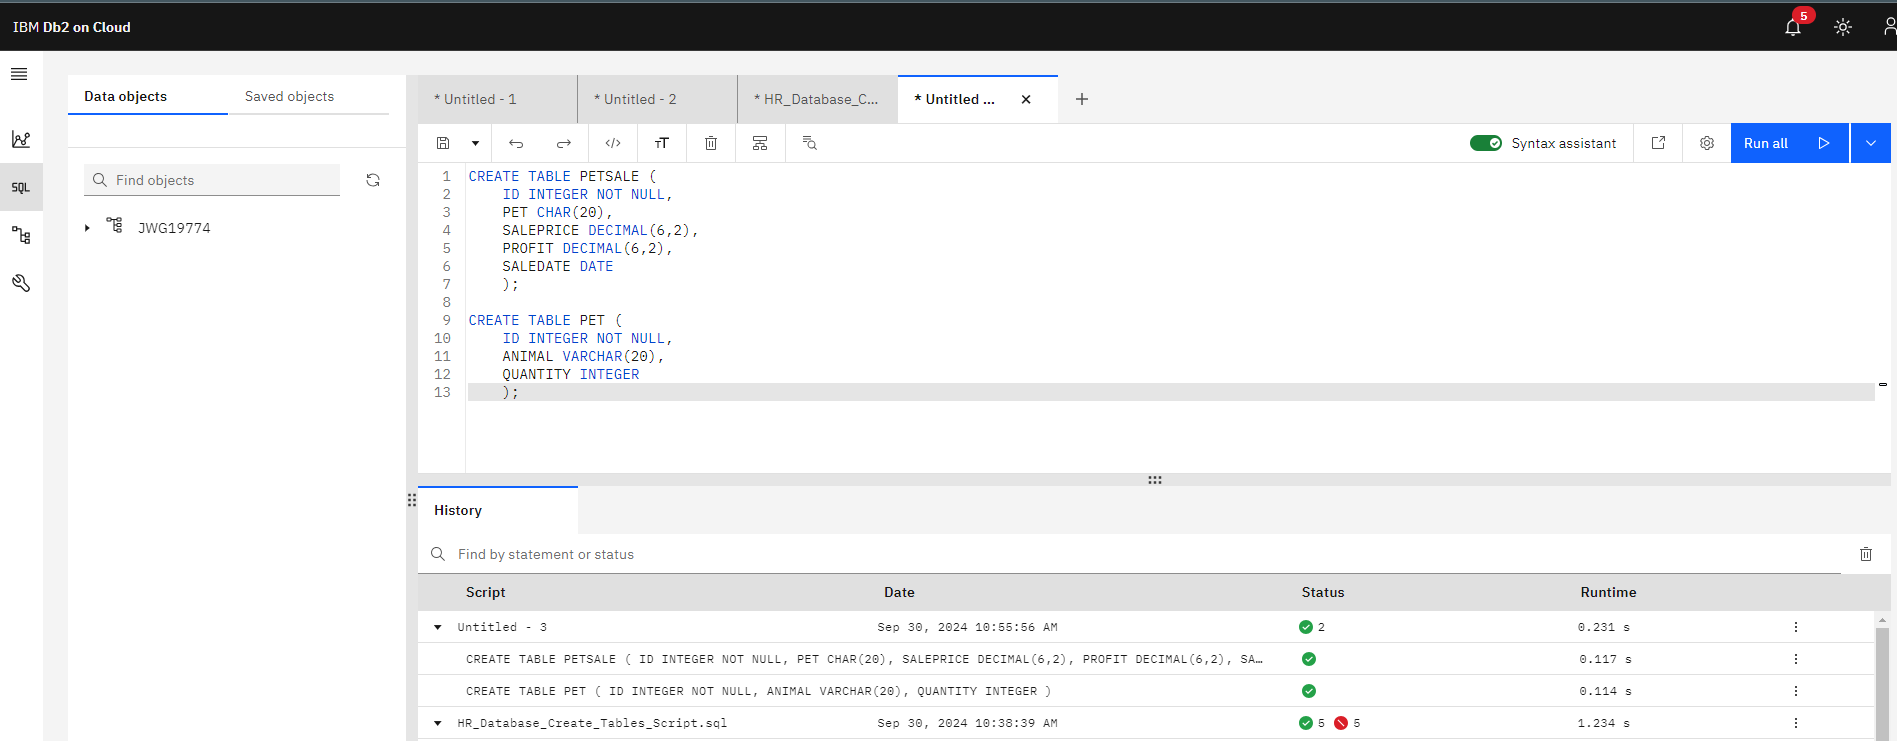 IBM Db2 on Cloud
5
Data objects
Saved objects
* Untitled - 1
* Untitled - 2
* HR_Database_C...
* Untitled ...
SQL
Find objects
JWG19774
Syntax assistant
Run all
1 CREATE TABLE PETSALE (
2 ID INTEGER NOT NULL,
3 PET CHAR(20),
4 SALEPRICE DECIMAL(6,2),
5 PROFIT DECIMAL(6,2),
6 SALEDATE DATE
7 );
8
9 CREATE TABLE PET (
10 ID INTEGER NOT NULL,
11 ANIMAL VARCHAR(20),
12 QUANTITY INTEGER
13 );
History
Find by statement or status
Script Date Status Runtime
Untitled - 3 Sep 30, 2024 10:55:56 AM 2 0.231 s
CREATE TABLE PETSALE ( ID INTEGER NOT NULL, PET CHAR(20), SALEPRICE DECIMAL(6,2), PROFIT DECIMAL(6,2), SA... 0.117 s
CREATE TABLE PET ( ID INTEGER NOT NULL, ANIMAL VARCHAR(20), QUANTITY INTEGER ) 0.114 s
HR_Database_Create_Tables_Script.sql Sep 30, 2024 10:38:39 AM 5 5 1.234 s